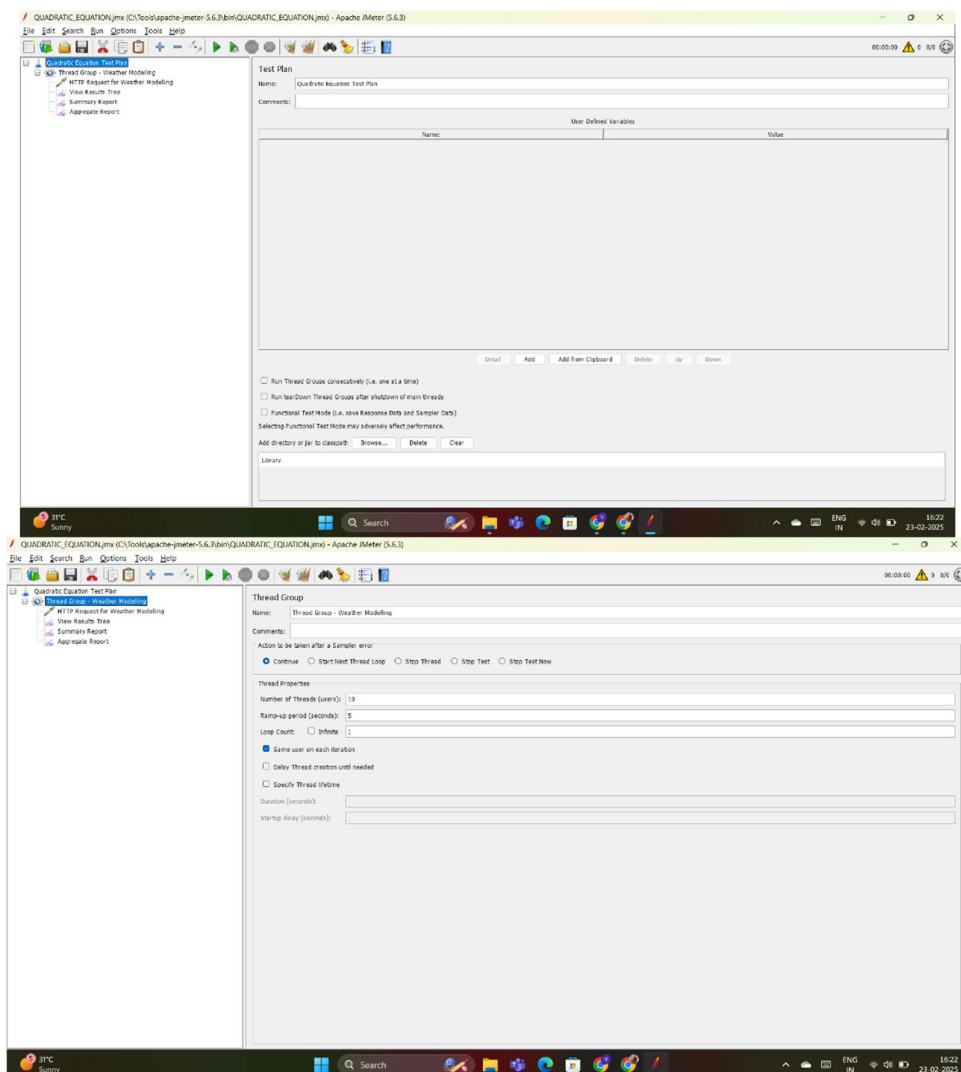 QUADRATIC_EQUATION.jmx (C:\Tools\apache-jmeter-5.6.3\bin\QUADRATIC_EQUATION.jmx) - Apache JMeter (5.6.3)
File Edit Search Run Options Tools Help
00:00:00 0 0/0
Quadratic Equation Test Plan
Thread Group - Weather Modelling
HTTP Request for Weather Modelling
View Results Tree
Summary Report
Aggregate Report
Test Plan
Name: Quadratic Equation Test Plan
Comments:
User Defined Variables
Name: Value
Detail Add Add from Clipboard Delete Up Down
Run Thread Groups consecutively (i.e. one at a time)
Run tearDown Thread Groups after shutdown of main threads
Functional Test Mode (i.e. save Response Data and Sampler Data)
Selecting Functional Test Mode may adversely affect performance.
Add directory or jar to classpath Browse... Delete Clear
Library
5 31°C
Sunny
Search
ENG
IN
16:22
23-02-2025
QUADRATIC_EQUATION.jmx (C:\Tools\apache-jmeter-5.6.3\bin\QUADRATIC_EQUATION.jmx) - Apache JMeter (5.6.3)
File Edit Search Run Options Tools Help
00:00:00 0 0/0
Quadratic Equation Test Plan
Thread Group - Weather Modelling
HTTP Request for Weather Modelling
View Results Tree
Summary Report
Aggregate Report
Thread Group
Name: Thread Group - Weather Modelling
Comments:
Action to be taken after a Sampler error
Continue Start Next Thread Loop Stop Thread Stop Test Stop Test Now
Thread Properties
Number of Threads (users): 10
Ramp-up period (seconds): 5
Loop Count: Infinite 1
Same user on each iteration
Delay Thread creation until needed
Specify Thread lifetime
Duration (seconds):
Startup delay (seconds):
5 31°C
Sunny
Search
ENG
IN
16:22
23-02-2025